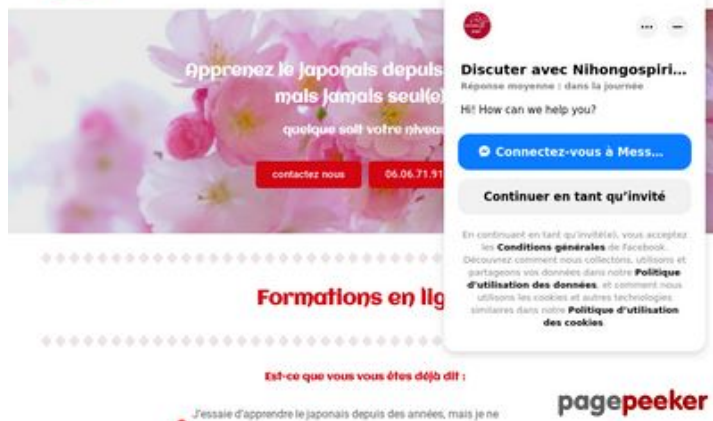 Apprenez le japonais depuis
mais jamais seul(e)
quelque soit votre niveau
contactez nous
06.06.71.91
Formations en lig
Est-ce que vous vous êtes déjà dit :
J'essaie d'apprendre le japonais depuis des années, mais je ne
Discuter avec Nihongospiri...
Réponse moyenne : dans la journée
Hi! How can we help you?
Connectez-vous à Mess...
Continuer en tant qu'invité
En continuant en tant qu'invité(e), vous acceptez
les Conditions générales de Facebook.
Découvrez comment nous collectons, utilisons et
partageons vos données dans notre Politique
d'utilisation des données, et comment nous
utilisons les cookies et autres technologies
similaires dans notre Politique d'utilisation
des cookies.
pagepeeker